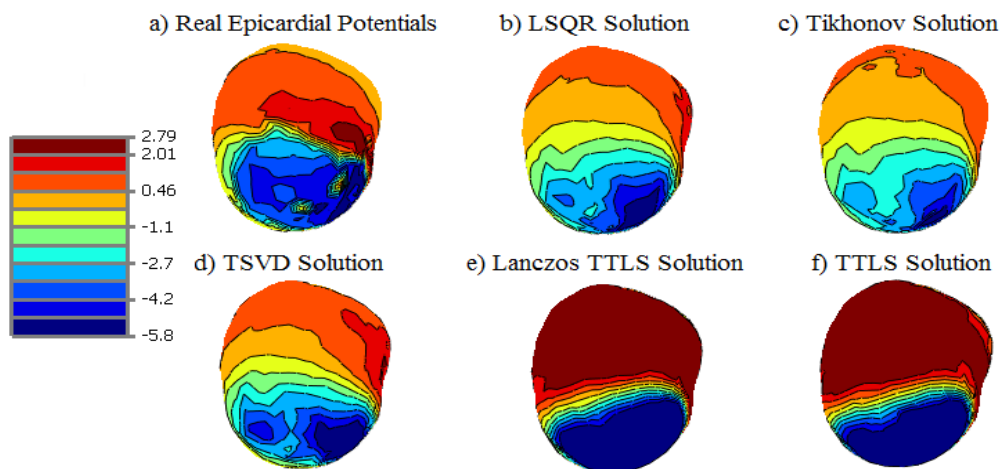 a) Real Epicardial Potentials
b) LSQR Solution
c) Tikhonov Solution
2.79
2.01
0.46
-1.1
-2.7
-4.2
-5.8
d) TSVD Solution
e) Lanczos TTLS Solution
f) TTLS Solution